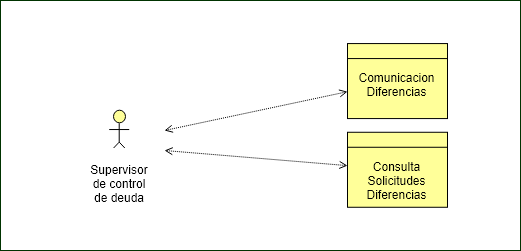 Comunicacion
Diferencias
Supervisor
de control
de deuda
Consulta
Solicitudes
Diferencias